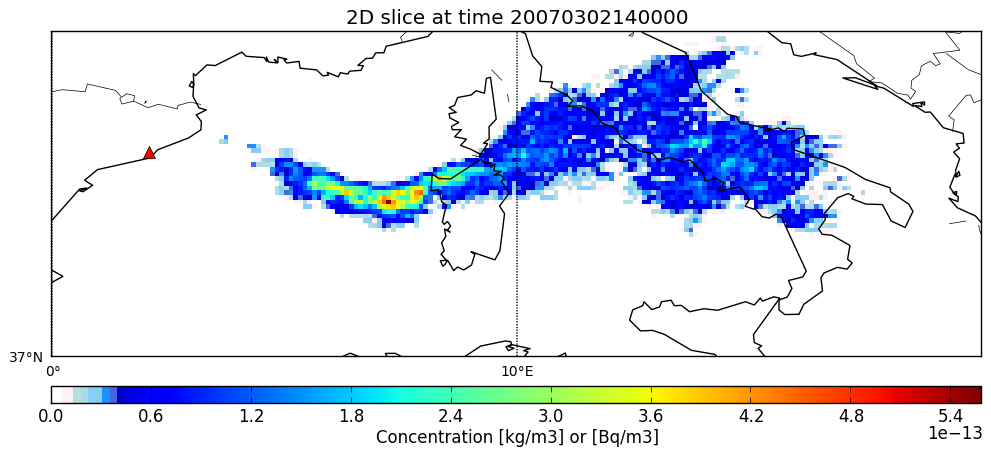 2D slice at time 20070302140000
37°N
0° 10°E
0.0 0.6 1.2 1.8 2.4 3.0 3.6 4.2 4.8 5.4
1e−13
Concentration [kg/m3] or [Bq/m3]